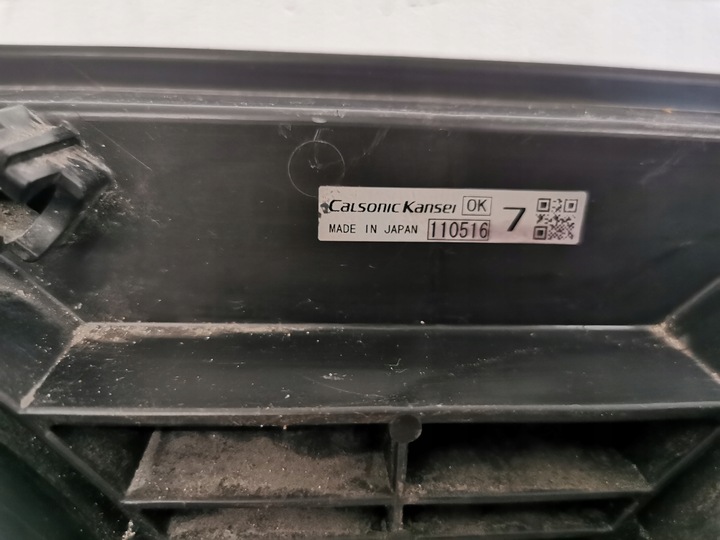 CALSONIC KANSEI OK 7
MADE IN JAPAN 110516